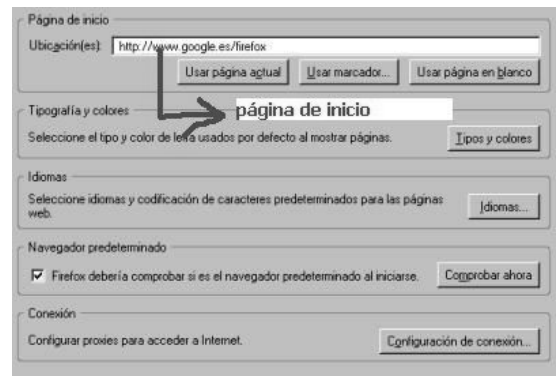 Página de inicio
Ubicación(es): http://www.google.es/firefox
Usar página actual Usar marcador... Usar página en blanco
página de inicio
Tipografía y colores
Seleccione el tipo y color de letra usados por defecto al mostrar páginas. Tipos y colores
Idiomas
Seleccione idiomas y codificación de caracteres predeterminados para las páginas
web.
Idiomas...
Navegador predeterminado
Firefox debería comprobar si es el navegador predeterminado al iniciarse. Comprobar ahora
Conexión
Configurar proxies para acceder a Internet. Configuración de conexión...